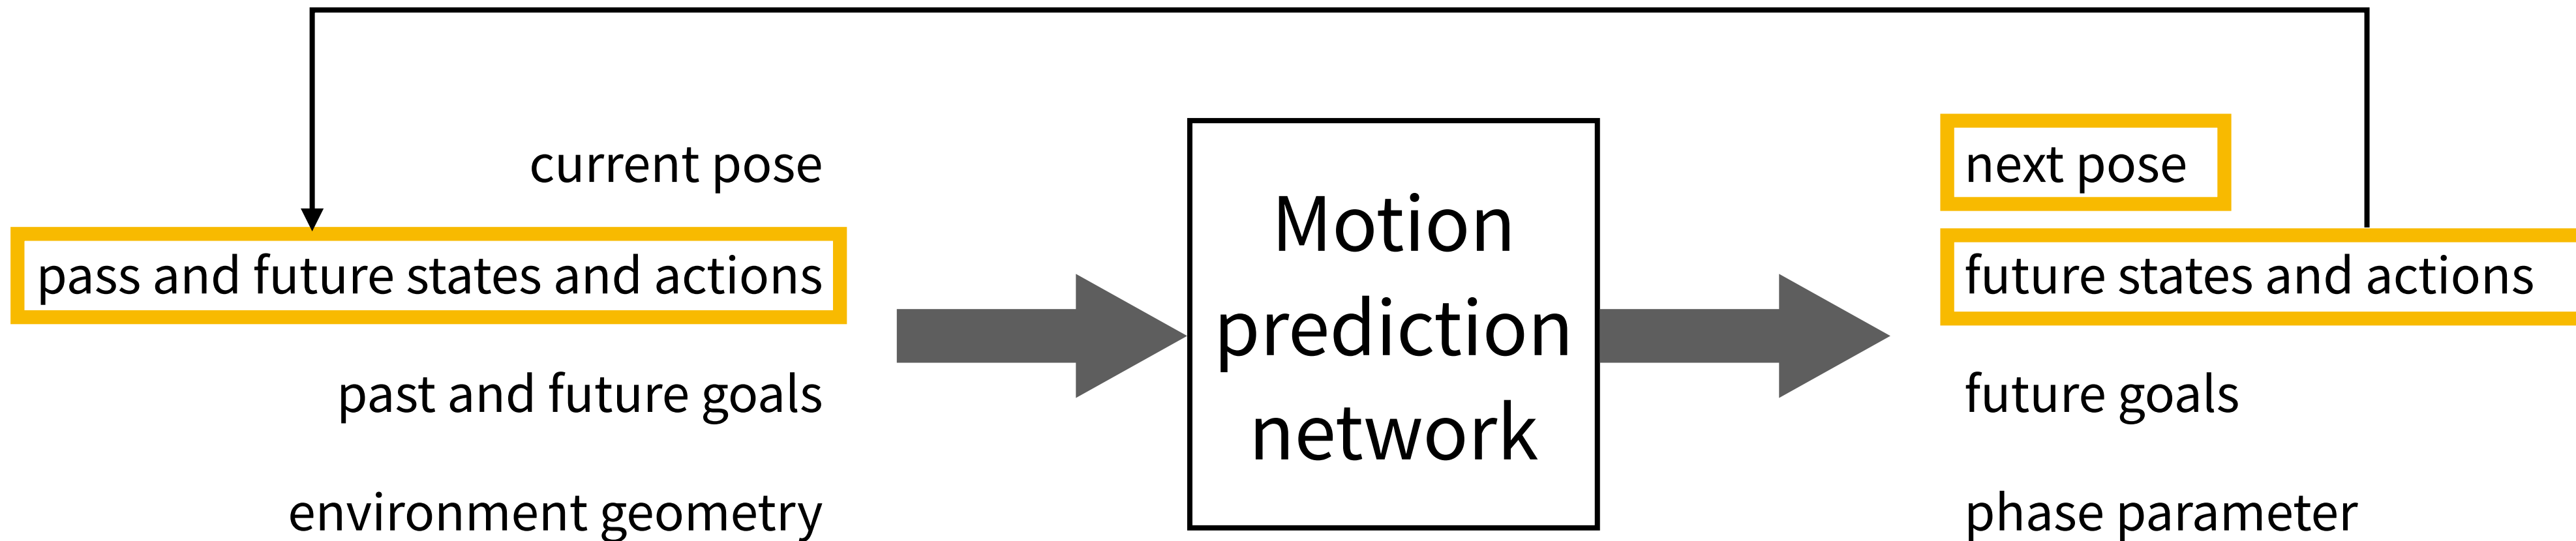 current pose
pass and future states and actions
past and future goals
environment geometry
Motion
prediction
network
next pose
future states and actions
future goals
phase parameter